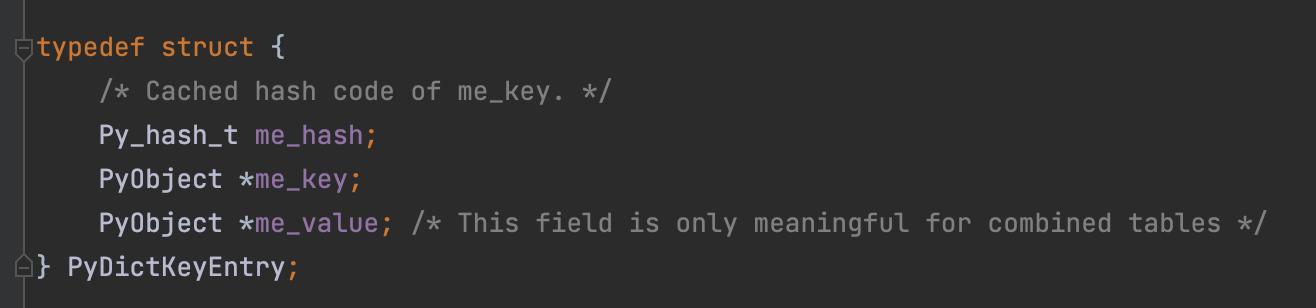 typedef struct {
    /* Cached hash code of me_key. */
    Py_hash_t me_hash;
    PyObject *me_key;
    PyObject *me_value; /* This field is only meaningful for combined tables */
} PyDictKeyEntry;